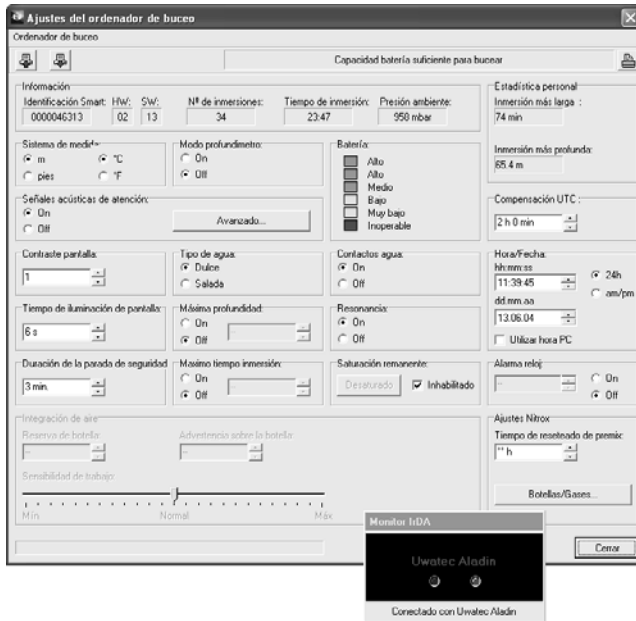 Ajustes del ordenador de buceo
Ordenador de buceo
Capacidad batería suficiente para bucear
Información
Identificación Smart: HW: SW: Nº de inmersiones: Tiempo de inmersión: Presión ambiente:
0000046313 02 13 34 23:47 958 mbar
Estadística personal
Inmersión más larga :
74 min
Inmersión más profunda:
65.4 m
Sistema de medida
m °C
pies °F
Modo profundímetro:
On
Off
Batería:
Alto
Alto
Medio
Bajo
Muy bajo
Inoperable
Señales acústicas de atención:
On
Off
Avanzado...
Compensación UTC :
2 h 0 min
Contraste pantalla:
1
Tipo de agua:
Dulce
Salada
Contactos agua:
On
Off
Hora/Fecha:
hh:mm:ss
11:39:45
24h
am/pm
dd.mm.aa
13.06.04
Utilizar hora PC
Tiempo de iluminación de pantalla:
6 s
Máxima profundidad:
On
Off
--
Resonancia:
On
Off
Duración de la parada de seguridad
3 min.
Maximo tiempo inmersión:
On
Off
--
Saturación remanente:
Desaturado
Inhabilitado
Alarma reloj:
--
On
Off
Integración de aire
Reserva de botella:
--
Advertencia sobre la botella:
--
Sensibilidad de trabajo:
Mín Normal Máx
Ajustes Nitrox
Tiempo de reseteado de premix:
** h
Botellas/Gases...
Cerrar
Monitor IrDA
Uwatec Aladin
Conectado con Uwatec Aladin